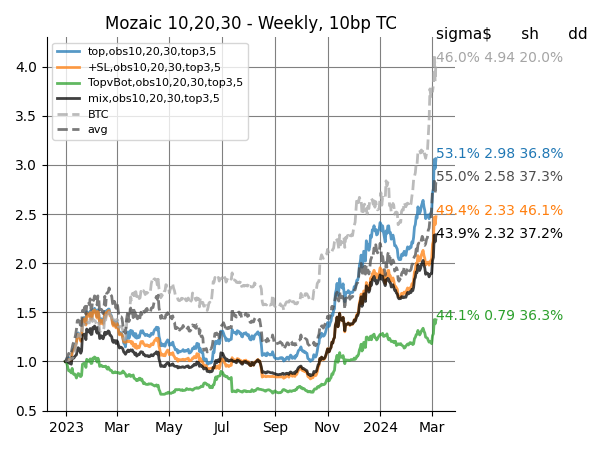 Mozaic 10,20,30 - Weekly, 10bp TC
sigma$ sh dd
top,obs10,20,30,top3,5
+SL,obs10,20,30,top3,5
TopvBot,obs10,20,30,top3,5
mix,obs10,20,30,top3,5
BTC
avg
46.0% 4.94 20.0%
53.1% 2.98 36.8%
55.0% 2.58 37.3%
49.4% 2.33 46.1%
43.9% 2.32 37.2%
44.1% 0.79 36.3%
4.0
3.5
3.0
2.5
2.0
1.5
1.0
0.5
2023 Mar May Jul Sep Nov 2024 Mar